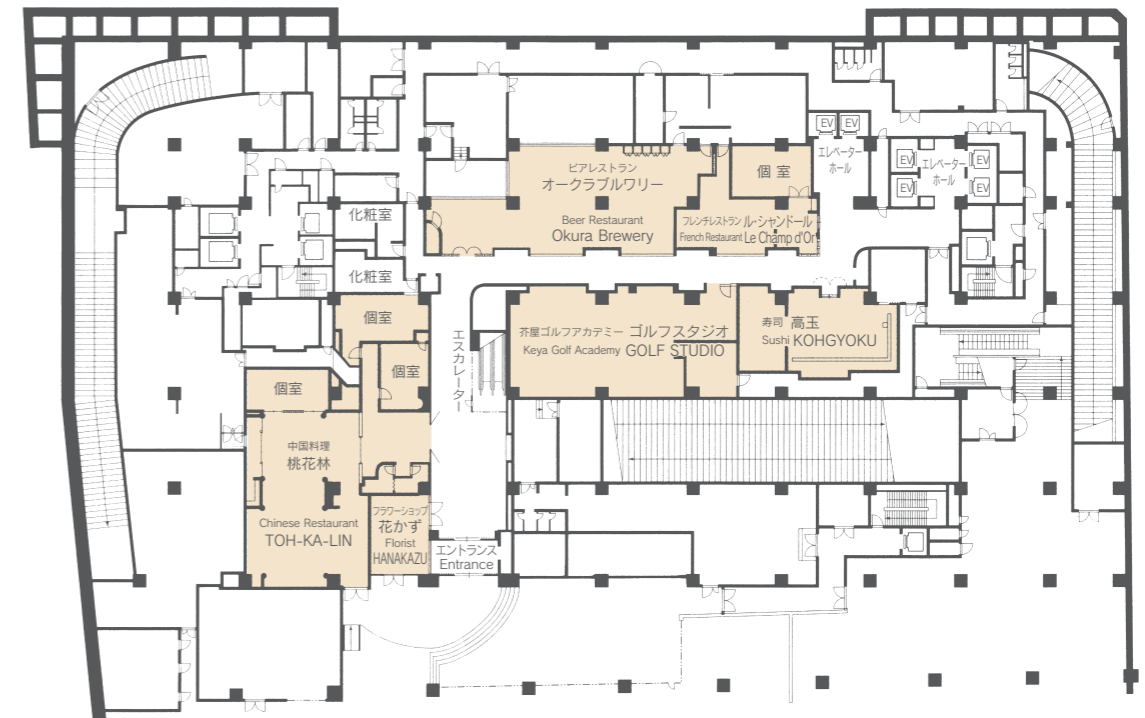 EV
EV
エレベーター
ホール
EV
EV
エレベーター
ホール
EV
EV
ビアレストラン
オークラブルワリー
Beer Restaurant
Okura Brewery
個室
フレンチレストラン ル・シャンドール
French Restaurant Le Champ d'Or
化粧室
化粧室
個室
個室
個室
エスカレーター
芥屋ゴルフアカデミー ゴルフスタジオ
Keya Golf Academy GOLF STUDIO
寿司 高玉
Sushi KOHGYOKU
中国料理
桃花林
Chinese Restaurant
TOH-KA-LIN
フラワーショップ
花かず
Florist
HANAKAZU
エントランス
Entrance